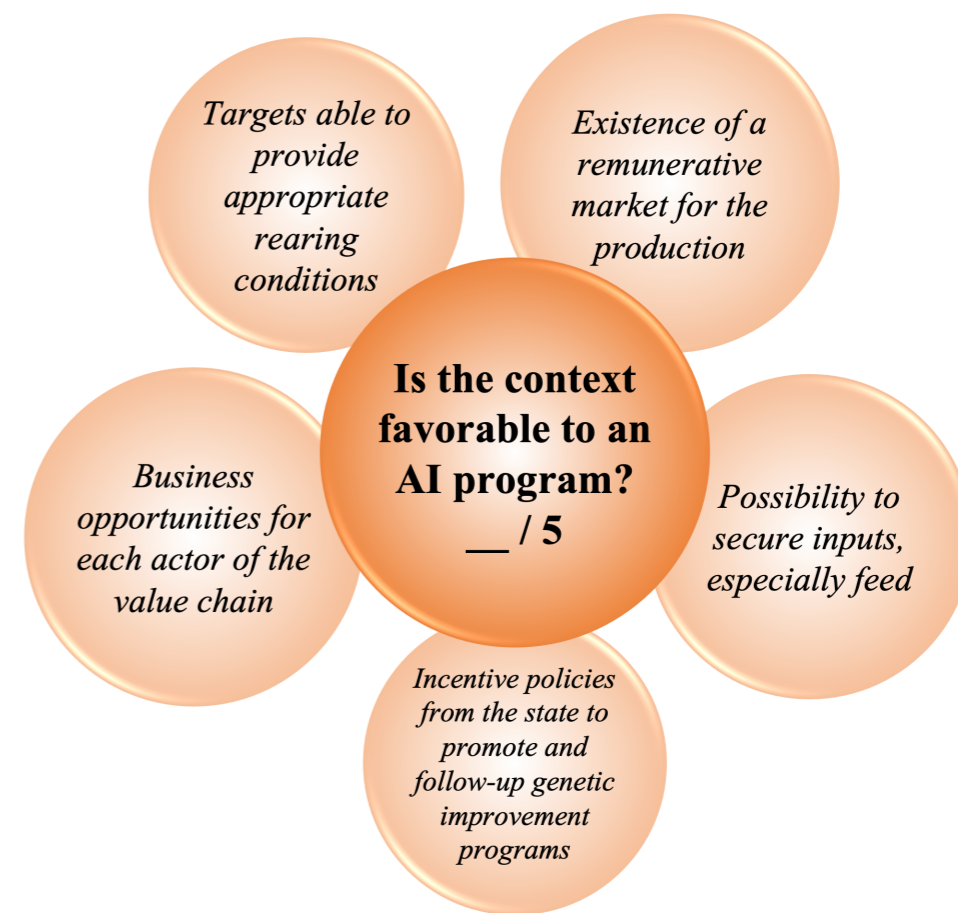 Targets able to
provide
appropriate
rearing
conditions
Existence of a
remunerative
market for the
production
Is the context
favorable to an
AI program?
__ / 5
Business
opportunities for
each actor of the
value chain
Possibility to
secure inputs,
especially feed
Incentive policies
from the state to
promote and
follow-up genetic
improvement
programs